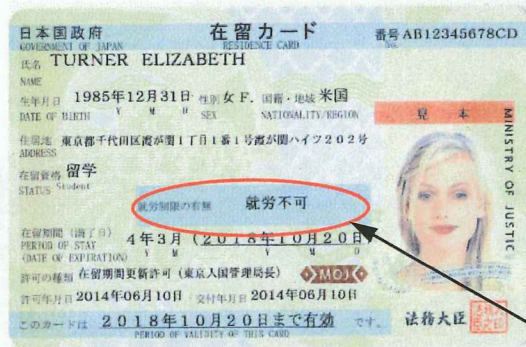 日本国政府 在留カード 番号 AB12345678CD
GOVERNMENT OF JAPAN RESIDENCE CARD No.
氏名 TURNER ELIZABETH
NAME
生年月日 1985年12月31日 性別 女 F. 国籍・地域 米国
DATE OF BIRTH Y M D SEX NATIONALITY/REGION
見本
住居地 東京都千代田区霞が関1丁目1番1号霞が関ハイツ202号
ADDRESS
在留資格 留学
STATUS Student
就労制限の有無 就労不可
在留期間（満了日） 4年3月（2018年10月20日）
PERIOD OF STAY Y M Y M D
(DATE OF EXPIRATION)
許可の種類 在留期間更新許可（東京入国管理局長） MOJ
許可年月日 2014年06月10日 交付年月日 2014年06月10日
このカードは 2018年10月20日まで有効 です。
PERIOD OF VALIDITY OF THIS CARD
法務大臣
MINISTRY OF JUSTIC